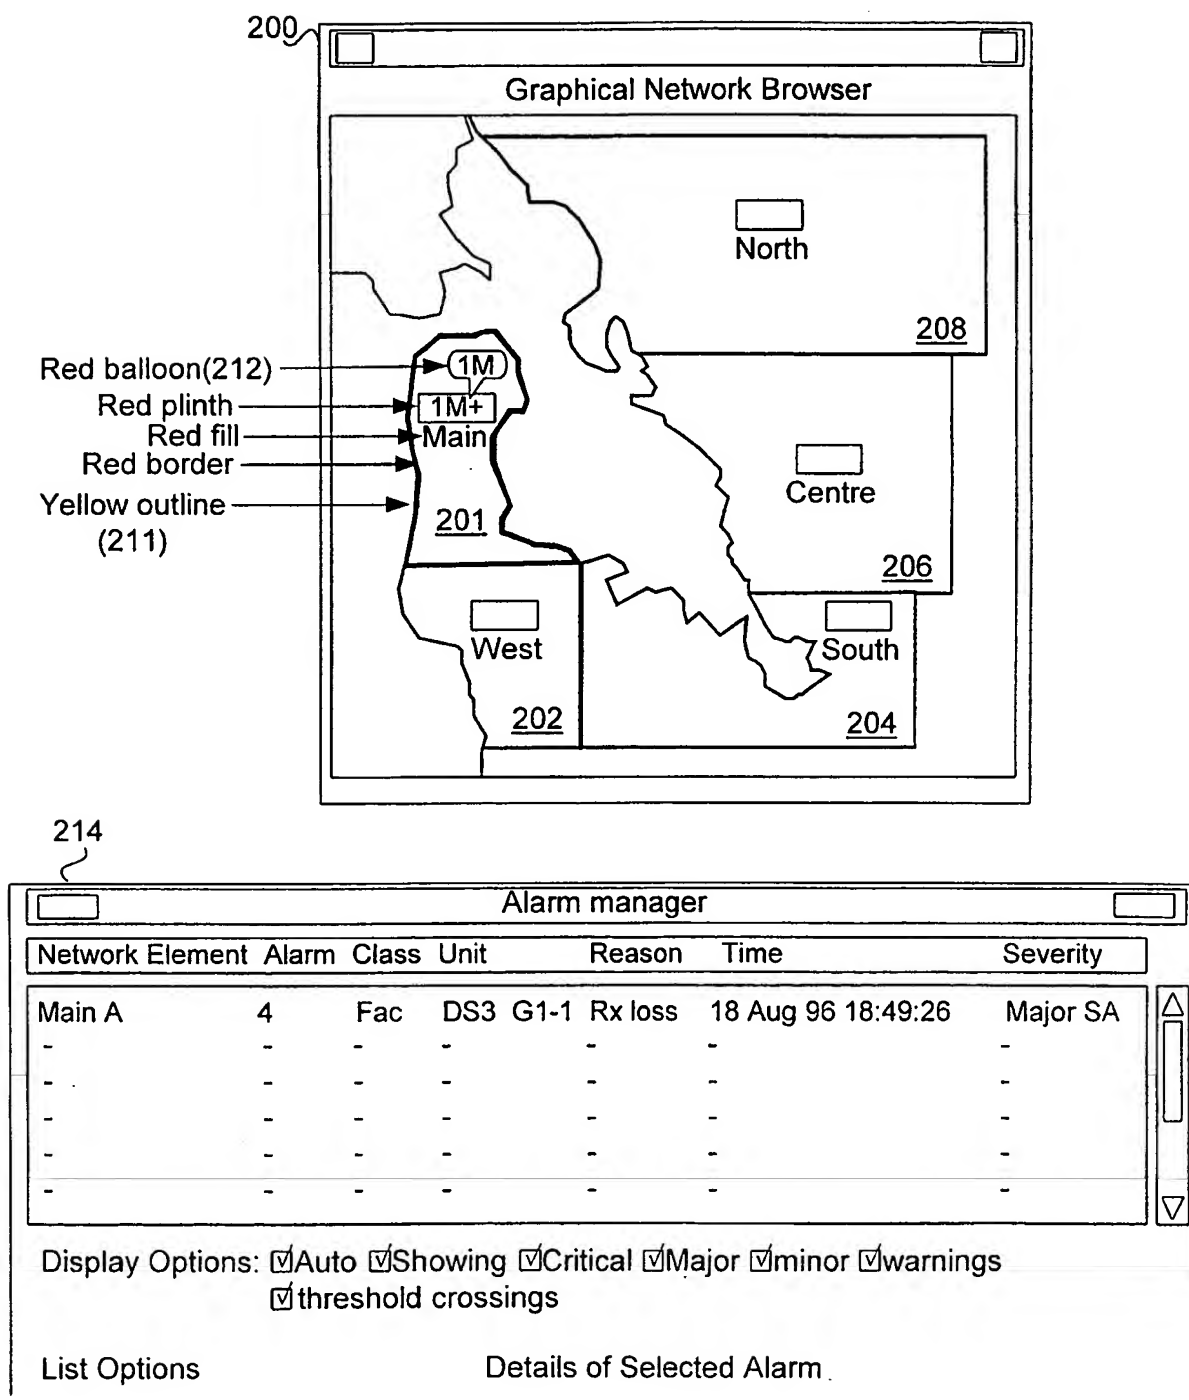 200
Graphical Network Browser
North
208
Red balloon(212)
1M
Red plinth
1M+
Red fill
Main
Red border
Centre
Yellow outline
(211)
201
206
West
South
202
204
214
Alarm manager
Network Element Alarm Class Unit Reason Time Severity
Main A 4 Fac DS3 G1-1 Rx loss 18 Aug 96 18:49:26 Major SA
- - - - - - -
- - - - - - -
- - - - - - -
- - - - - - -
- - - - - - -
Display Options: ☑Auto ☑Showing ☑Critical ☑Major ☑minor ☑warnings
☑threshold crossings
List Options Details of Selected Alarm